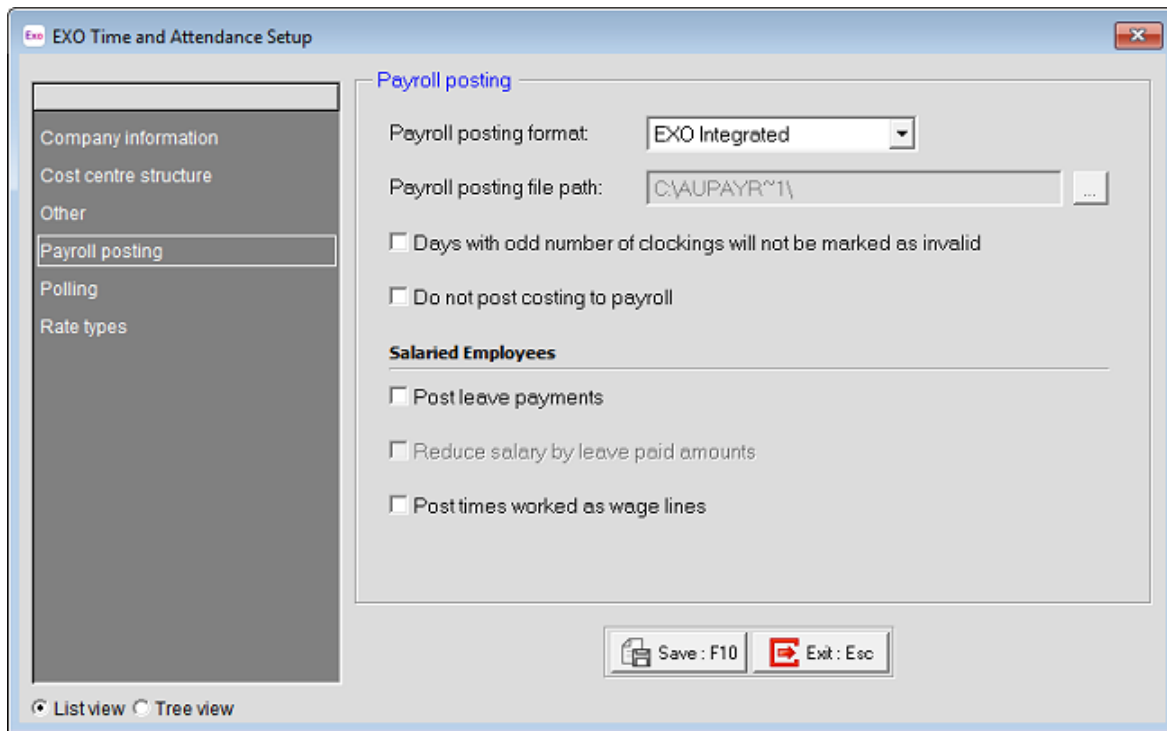 Exo EXO Time and Attendance Setup
Company information
Cost centre structure
Other
Payroll posting
Polling
Rate types
Payroll posting
Payroll posting format: EXO Integrated
Payroll posting file path: C:\AUPAYR~1\ ...
Days with odd number of clockings will not be marked as invalid
Do not post costing to payroll
Salaried Employees
Post leave payments
Reduce salary by leave paid amounts
Post times worked as wage lines
Save : F10 Exit : Esc
List view Tree view